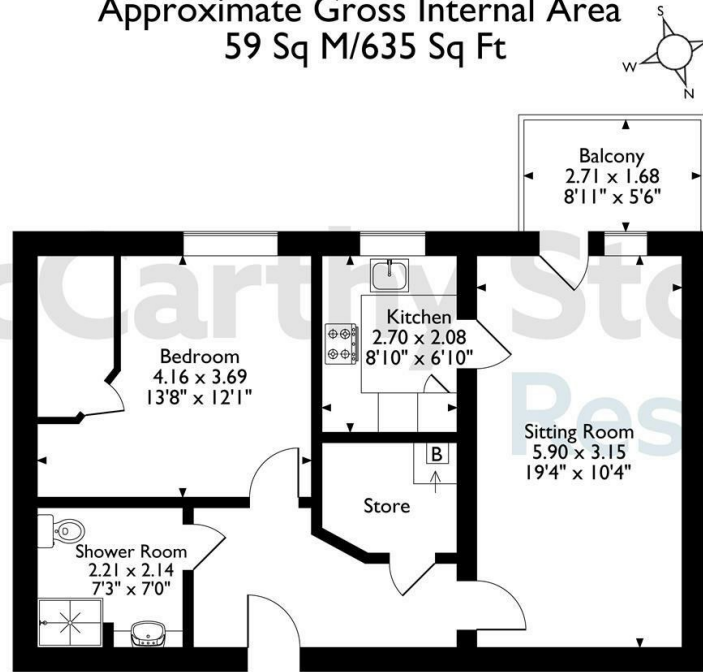 Approximate Gross Internal Area
59 Sq M/635 Sq Ft
S
W
N
Balcony
2.71 x 1.68
8'11" x 5'6"
Carthy Sto
Res
Bedroom
4.16 x 3.69
13'8" x 12'1"
Kitchen
2.70 x 2.08
8'10" x 6'10"
Sitting Room
5.90 x 3.15
19'4" x 10'4"
B
Store
Shower Room
2.21 x 2.14
7'3" x 7'0"